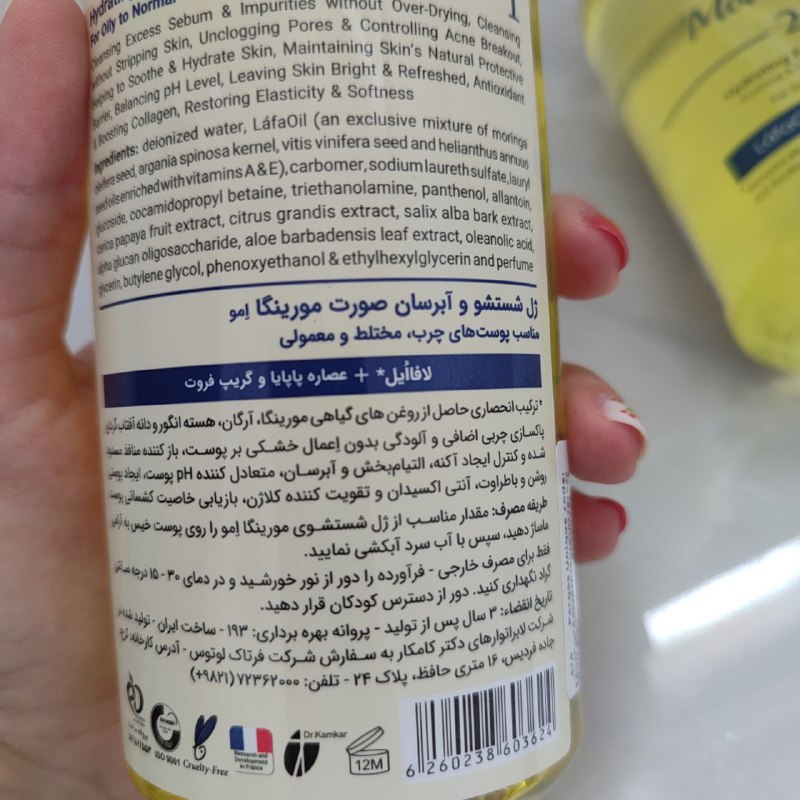 For Oily to Normal
Cleansing Excess Sebum & Impurities Without Over-Drying, Cleansing
Without Stripping Skin, Unclogging Pores & Controlling Acne Breakout,
Helping to Soothe & Hydrate Skin, Maintaining Skin's Natural Protective
Barrier, Balancing pH Level, Leaving Skin Bright & Refreshed, Antioxidant
& Boosting Collagen, Restoring Elasticity & Softness
Ingredients: deionized water, LáfaOil (an exclusive mixture of moringa
oleifera seed, argania spinosa kernel, vitis vinifera seed and helianthus annuus
seed oils enriched with vitamins A & E), carbomer, sodium laureth sulfate, lauryl
glucoside, cocamidopropyl betaine, triethanolamine, panthenol, allantoin,
carica papaya fruit extract, citrus grandis extract, salix alba bark extract,
alpha glucan oligosaccharide, aloe barbadensis leaf extract, oleanolic acid,
glycerin, butylene glycol, phenoxyethanol & ethylhexylglycerin and perfume
ژل شستشو و آبرسان صورت مورینگا اِمو
مناسب پوست‌های چرب، مختلط و معمولی
لافااُیل* + عصاره پاپایا و گریپ فروت
*ترکیب انحصاری حاصل از روغن های گیاهی مورینگا، آرگان، هسته انگور و دانه آفتاب گردان
پاکسازی چربی اضافی و آلودگی بدون اِعمال خشکی بر پوست، باز کننده منافذ مسدود
شده و کنترل ایجاد آکنه، التیام‌بخش و آبرسان، متعادل کننده pH پوست، ایجاد پوستی
روشن و باطراوت، آنتی اکسیدان و تقویت کننده کلاژن، بازیابی خاصیت کشسانی پوست
طریقه مصرف: مقدار مناسب از ژل شستشوی مورینگا اِمو را روی پوست خیس به آرامی
ماساژ دهید، سپس با آب سرد آبکشی نمایید.
فقط برای مصرف خارجی - فرآورده را دور از نور خورشید و در دمای ۳۰ - ۱۵ درجه سانتی
گراد نگهداری کنید. دور از دسترس کودکان قرار دهید.
تاریخ انقضاء: ۳ سال پس از تولید - پروانه بهره برداری: ۱۹۳ - ساخت ایران - تولید شده در
شرکت لابراتوارهای دکتر کامکار به سفارش شرکت فرتاک لوتوس - آدرس کارخانه: کرج،
جاده فردیس، ۱۶ متری حافظ، پلاک ۲۴ - تلفن: ۷۲۳۶۲۰۰۰ (۹۸۲۱+)
ISO 9001
Cruelty-Free
Research and
Development
in France
Dr.Kamkar
12M
6 260238 603624